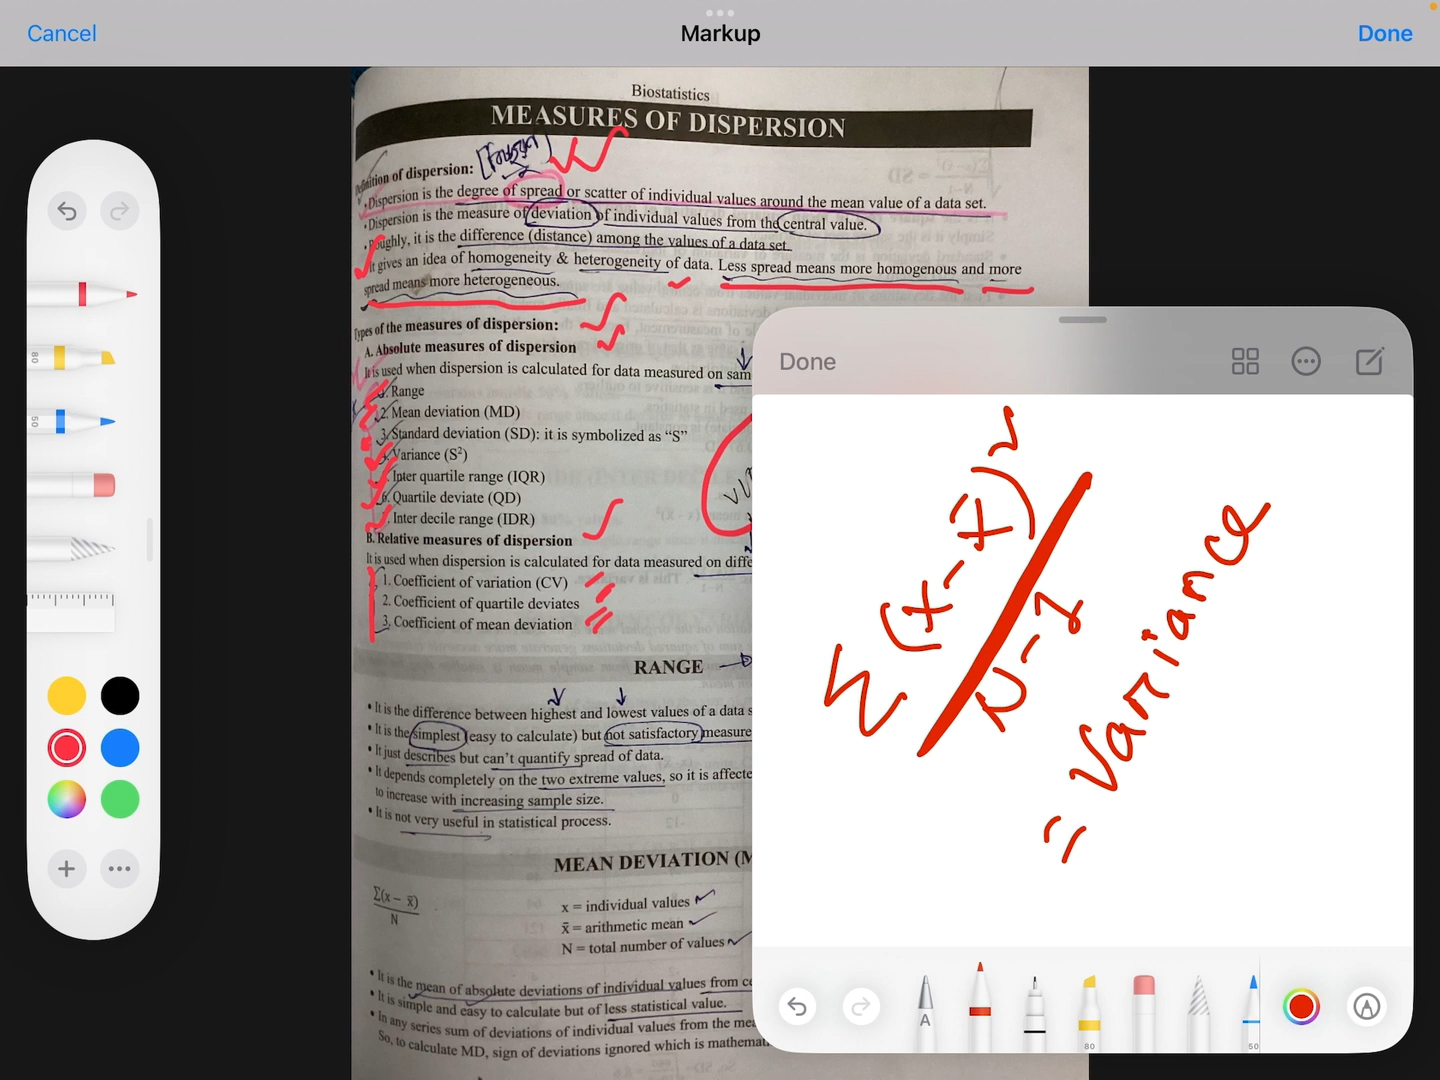 Cancel
Markup
Done
Biostatistics
MEASURES OF DISPERSION
Definition of dispersion:
•Dispersion is the degree of spread or scatter of individual values around the mean value of a data set.
•Dispersion is the measure of deviation of individual values from the central value.
•Roughly, it is the difference (distance) among the values of a data set.
It gives an idea of homogeneity & heterogeneity of data. Less spread means more homogenous and more
spread means more heterogeneous.
Types of the measures of dispersion:
A. Absolute measures of dispersion
It is used when dispersion is calculated for data measured on sam
1. Range
2. Mean deviation (MD)
3. Standard deviation (SD): it is symbolized as “S”
4. Variance (S²)
5. Inter quartile range (IQR)
6. Quartile deviate (QD)
7. Inter decile range (IDR)
B. Relative measures of dispersion
It is used when dispersion is calculated for data measured on diffe
1. Coefficient of variation (CV)
2. Coefficient of quartile deviates
3. Coefficient of mean deviation
RANGE
• It is the difference between highest and lowest values of a data s
• It is the simplest (easy to calculate) but not satisfactory measure
• It just describes but can’t quantify spread of data.
• It depends completely on the two extreme values, so it is affecte
to increase with increasing sample size.
• It is not very useful in statistical process.
MEAN DEVIATION (M
Σ(x – x̄)
N
x = individual values
x̄ = arithmetic mean
N = total number of values
• It is the mean of absolute deviations of individual values from ce
• It is simple and easy to calculate but of less statistical value.
• In any series sum of deviations of individual values from the mea
So, to calculate MD, sign of deviations ignored which is mathemat
Done
Σ (x - x̄)²
N - 1
= Variance
80
50
A
80
50